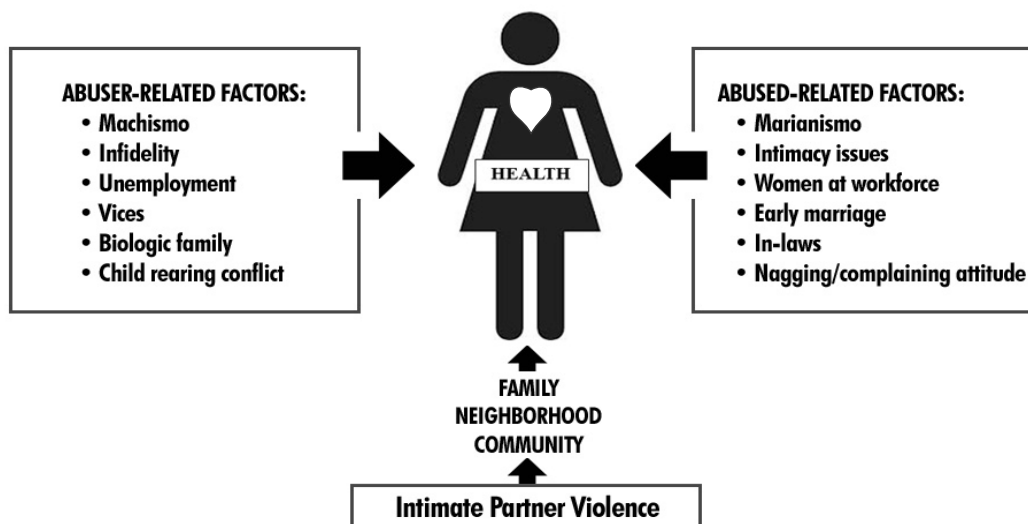 ABUSER-RELATED FACTORS:
• Machismo
• Infidelity
• Unemployment
• Vices
• Biologic family
• Child rearing conflict
HEALTH
ABUSED-RELATED FACTORS:
• Marianismo
• Intimacy issues
• Women at workforce
• Early marriage
• In-laws
• Nagging/complaining attitude
FAMILY
NEIGHBORHOOD
COMMUNITY
Intimate Partner Violence